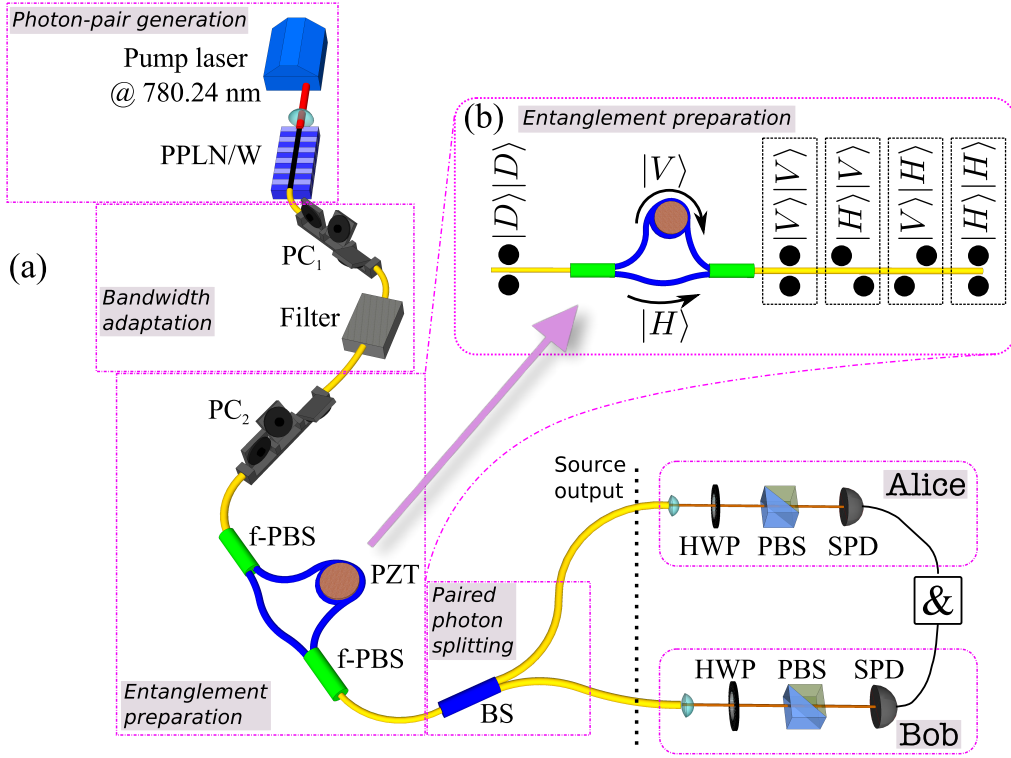 Photon-pair generation
Pump laser
@ 780.24 nm
PPLN/W
(a)
PC1
Bandwidth
adaptation
Filter
PC2
f-PBS
PZT
f-PBS
Entanglement
preparation
Paired
photon
splitting
BS
(b)
Entanglement preparation
|D⟩|D⟩
|V⟩
|H⟩
|V⟩|V⟩
|H⟩|V⟩
|V⟩|H⟩
|H⟩|H⟩
Source
output
Alice
HWP
PBS
SPD
&
HWP
PBS
SPD
Bob